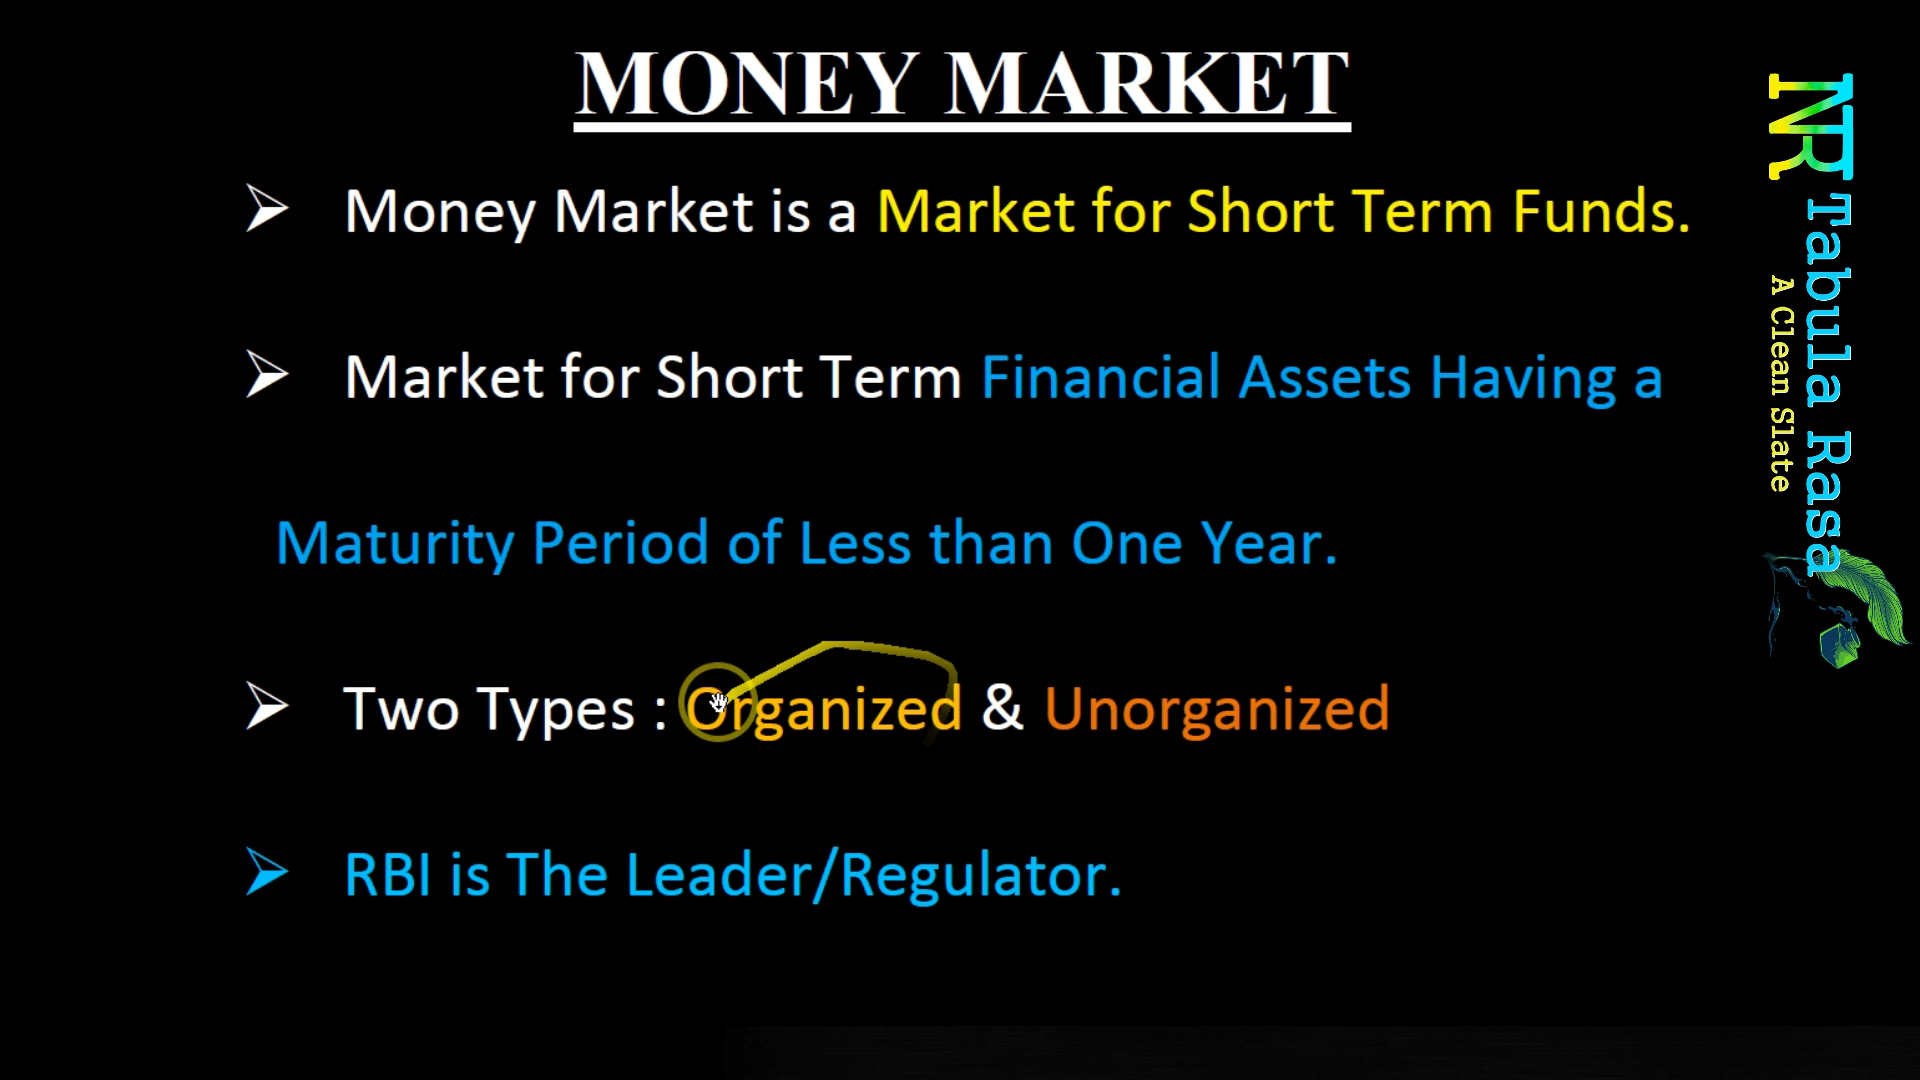 MONEY MARKET
➢ Money Market is a Market for Short Term Funds.
➢ Market for Short Term Financial Assets Having a
Maturity Period of Less than One Year.
➢ Two Types : Organized & Unorganized
➢ RBI is The Leader/Regulator.
NR Tabula Rasa
A Clean Slate